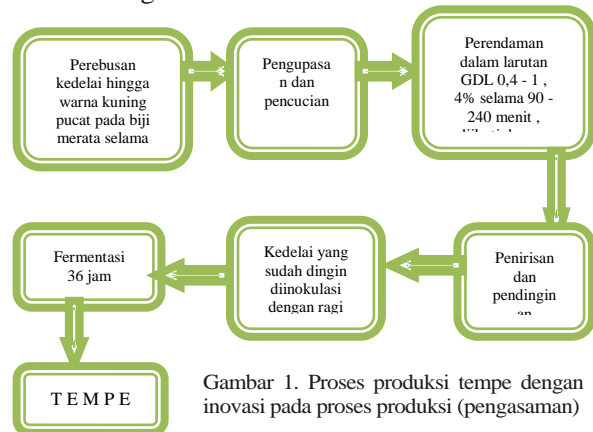 Perebusan
kedelai hingga
warna kuning
pucat pada biji
merata selama
Pengupasa
n dan
pencucian
Perendaman
dalam larutan
GDL 0,4 - 1 ,
4% selama 90 -
240 menit ,
Penirisan
dan
pendingin
an
Kedelai yang
sudah dingin
diinokulasi
dengan ragi
Fermentasi
36 jam
T E M P E
Gambar 1. Proses produksi tempe dengan
inovasi pada proses produksi (pengasaman)